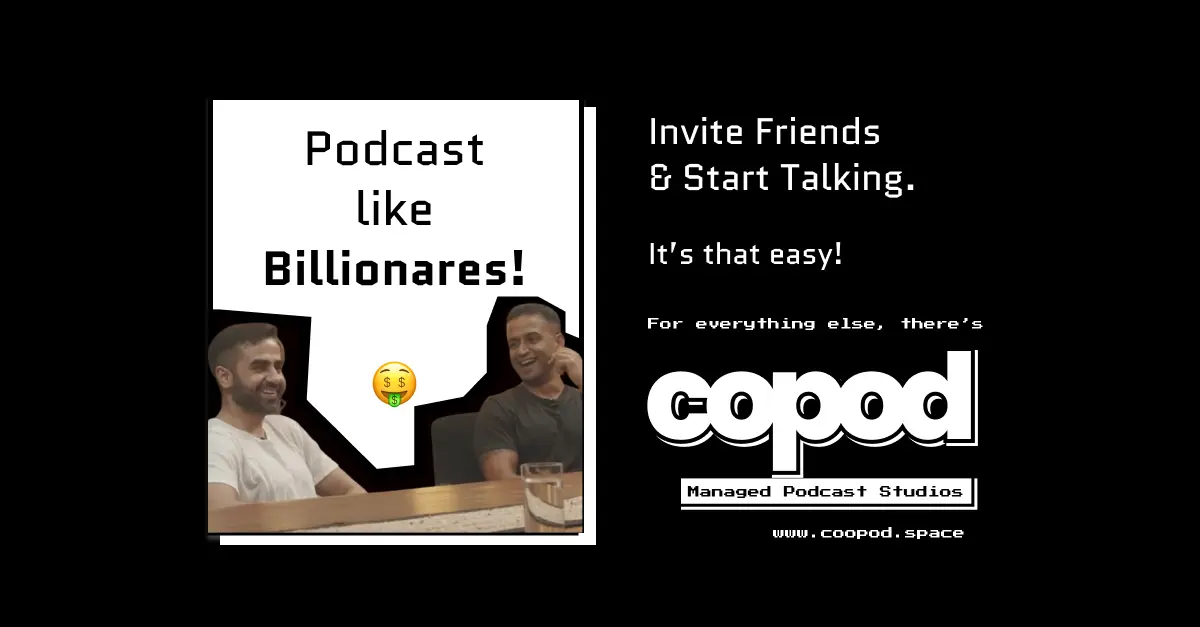 Podcast
like
Billionares!
Invite Friends
& Start Talking.
It's that easy!
For everything else, there's
copod
Managed Podcast Studios
www.coopod.space